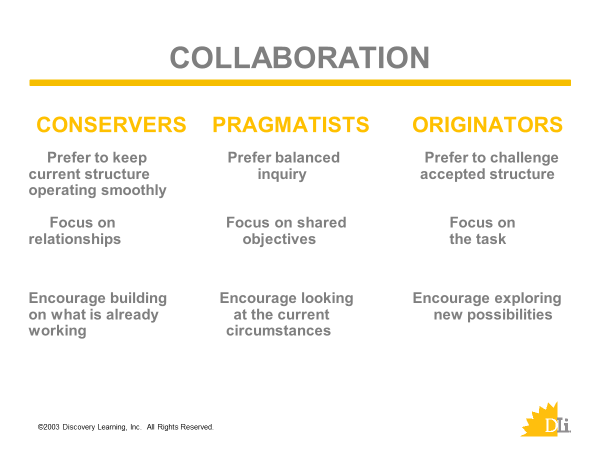 COLLABORATION
CONSERVERS
Prefer to keep
current structure
operating smoothly
Focus on
relationships
Encourage building
on what is already
working
PRAGMATISTS
Prefer balanced
inquiry
Focus on shared
objectives
Encourage looking
at the current
circumstances
ORIGINATORS
Prefer to challenge
accepted structure
Focus on
the task
Encourage exploring
new possibilities
©2003 Discovery Learning, Inc. All Rights Reserved.
DLi